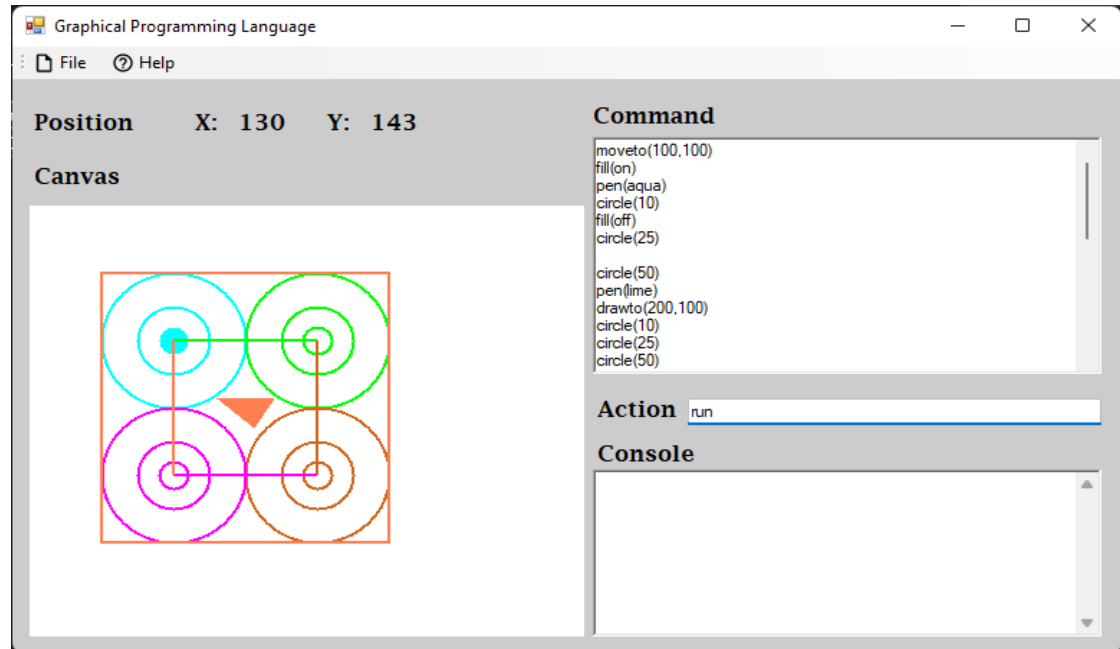 Graphical Programming Language
File Help
Position X: 130 Y: 143
Canvas
Command
moveto(100,100)
fill(on)
pen(aqua)
circle(10)
fill(off)
circle(25)
circle(50)
pen(lime)
drawto(200,100)
circle(10)
circle(25)
circle(50)
Action run
Console